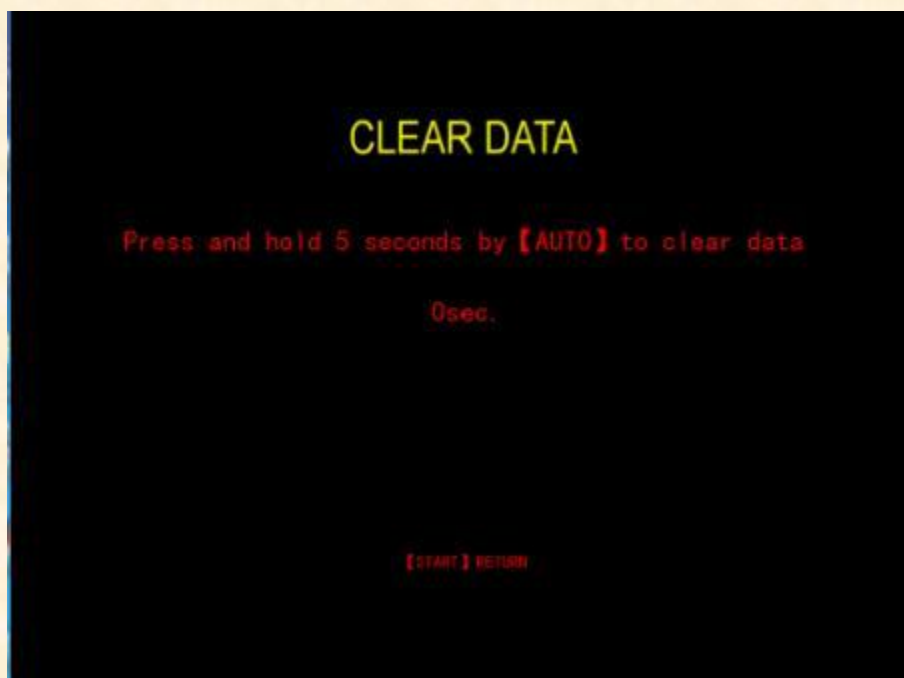 CLEAR DATA
Press and hold 5 seconds by【AUTO】to clear data
0sec.
【START】RETURN